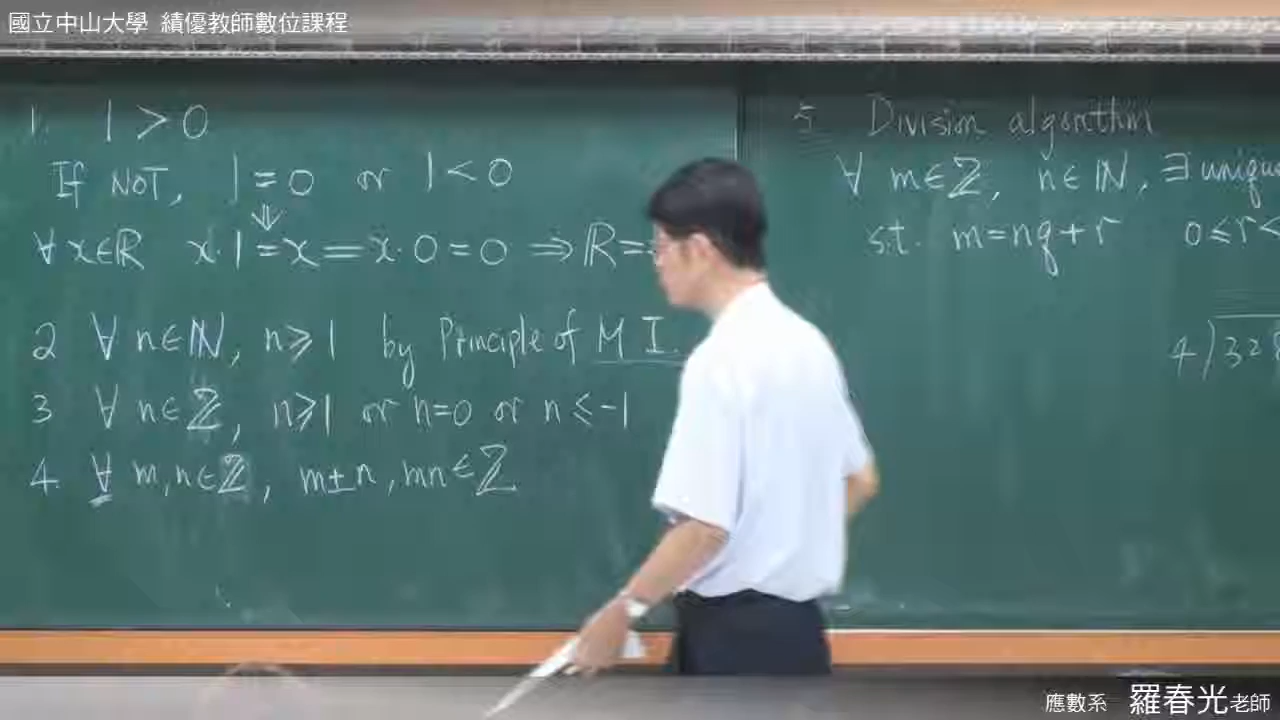 國立中山大學 績優教師數位課程
1. 1 > 0
If NOT, 1 = 0 or 1 < 0
⇓
∀ x∈ℝ x·1 = x = x·0 = 0 ⇒ ℝ =
2 ∀ n∈ℕ, n ⩾ 1 by Principle of M I.
3 ∀ n∈ℤ, n ⩾ 1 or n=0 or n ⩽ -1
4. ∀ m, n∈ℤ, m±n, mn∈ℤ
5 Division algorithm
∀ m∈ℤ, n∈ℕ, ∃ unique
s.t. m=nq+r 0⩽r<
4)328
應數系 羅春光老師